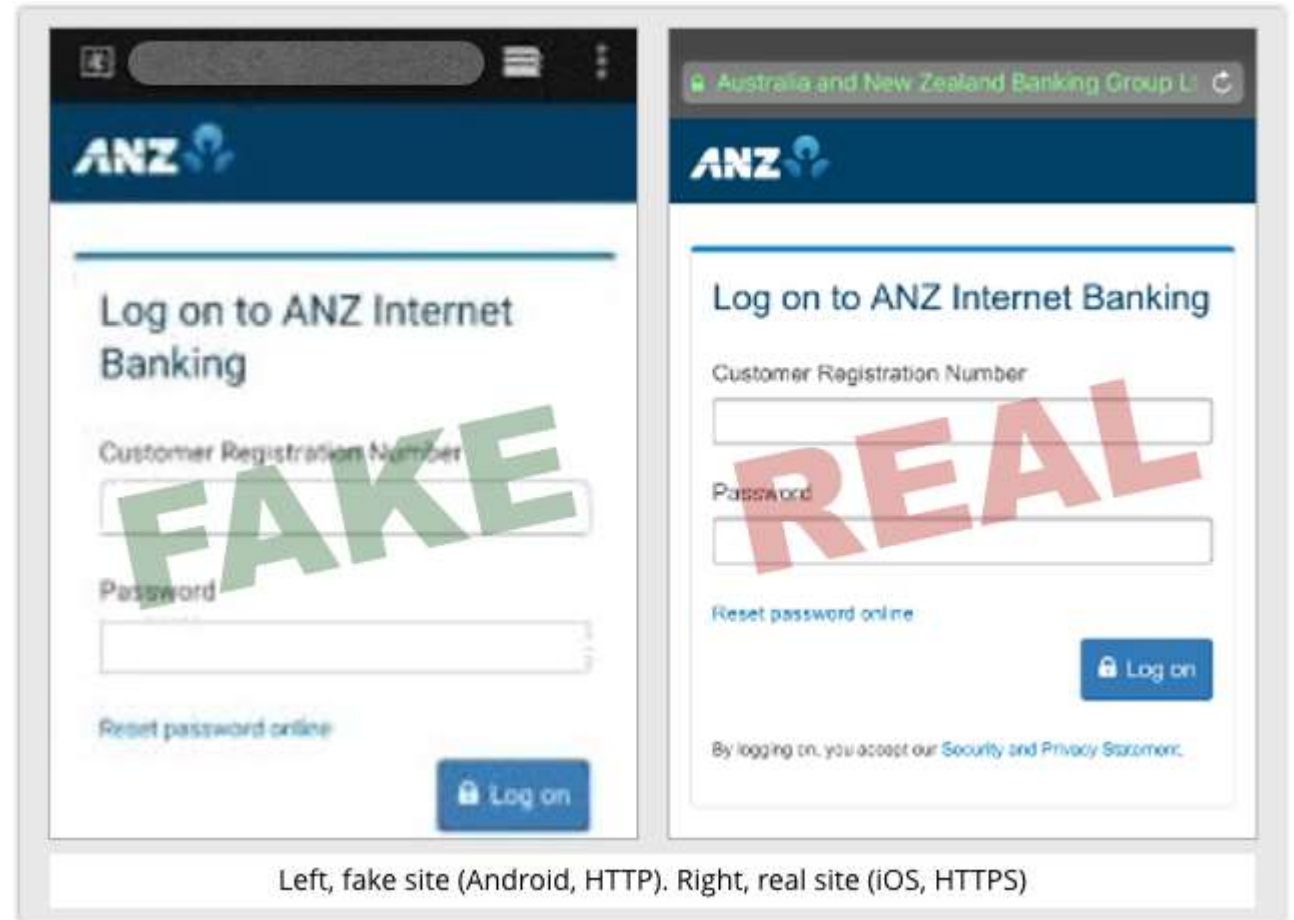 ANZ
Log on to ANZ Internet
Banking
Customer Registration Number
Password
Reset password online
Log on
FAKE
Australia and New Zealand Banking Group L
ANZ
Log on to ANZ Internet Banking
Customer Registration Number
Password
Reset password online
Log on
By logging on, you accept our Security and Privacy Statement.
REAL
Left, fake site (Android, HTTP). Right, real site (iOS, HTTPS)